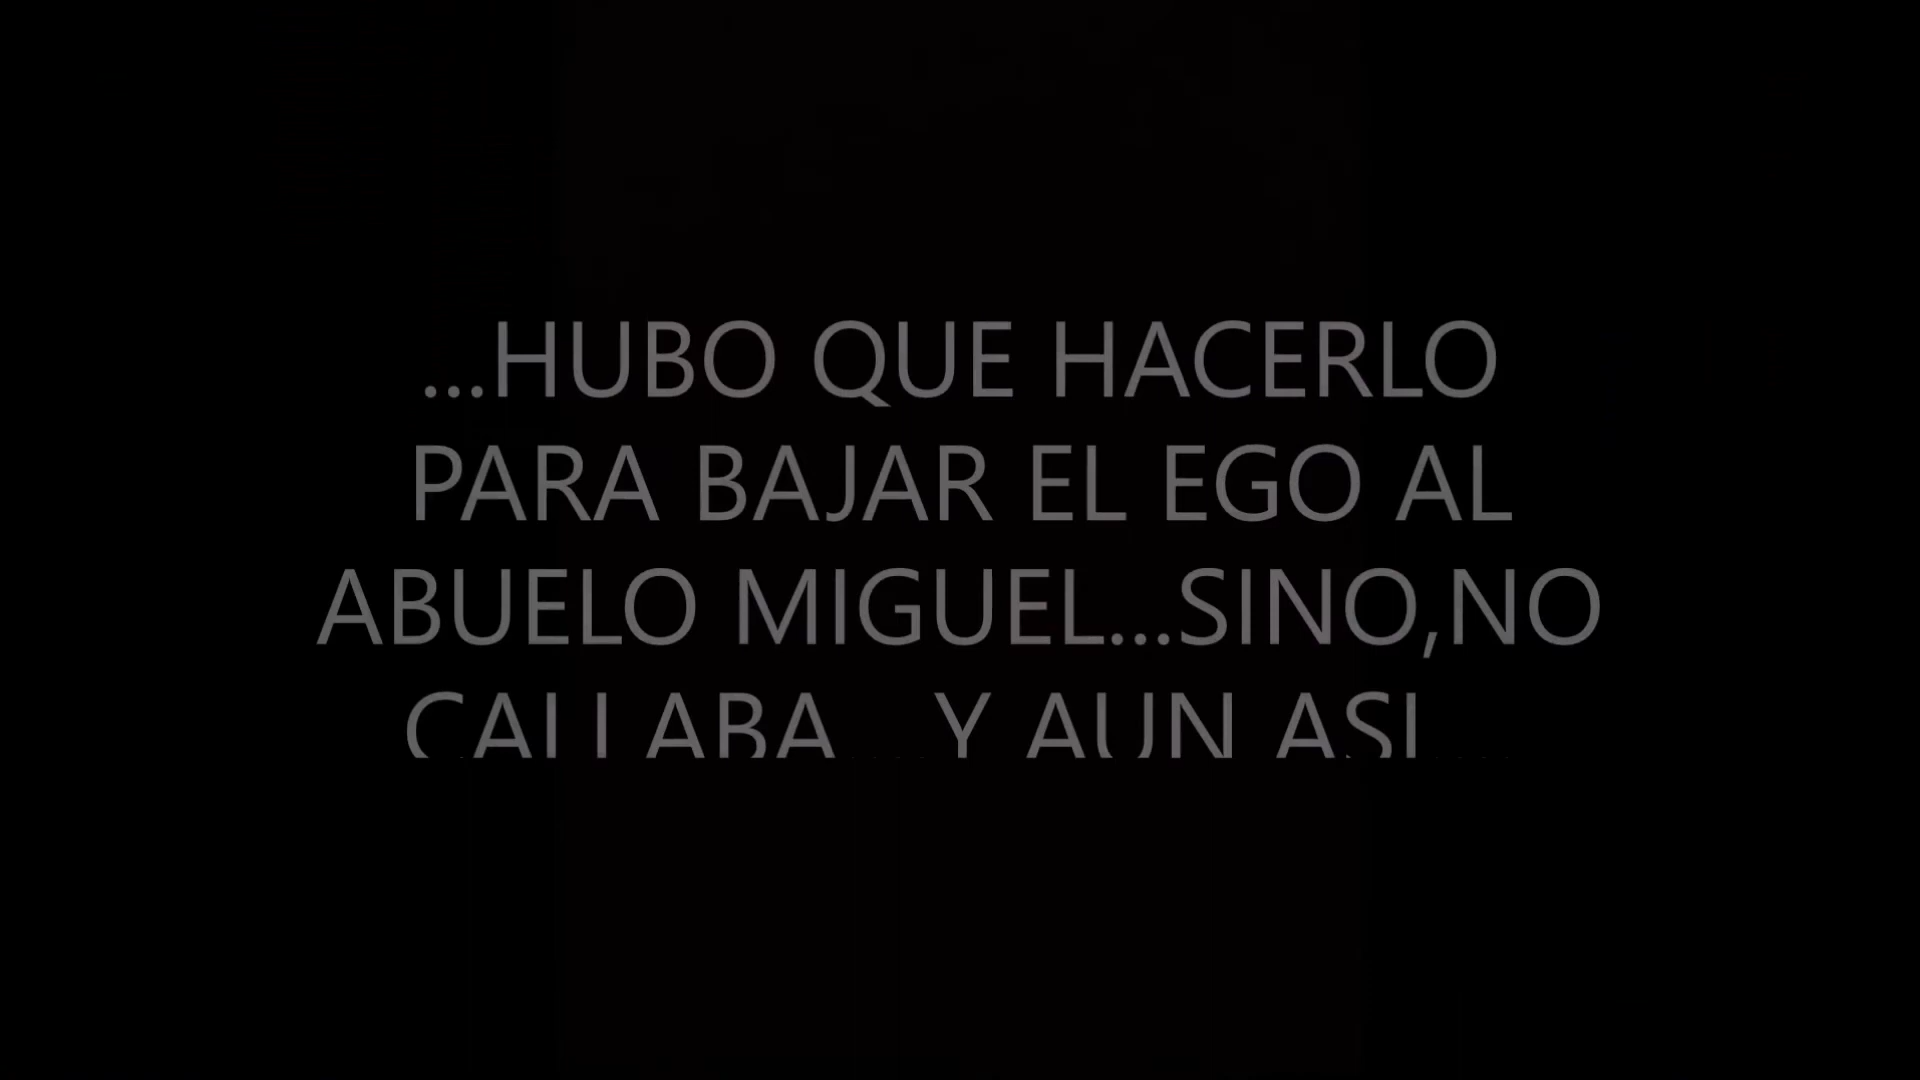 ...HUBO QUE HACERLO
PARA BAJAR EL EGO AL
ABUELO MIGUEL...SINO,NO
CALLABA....Y AUN ASI....